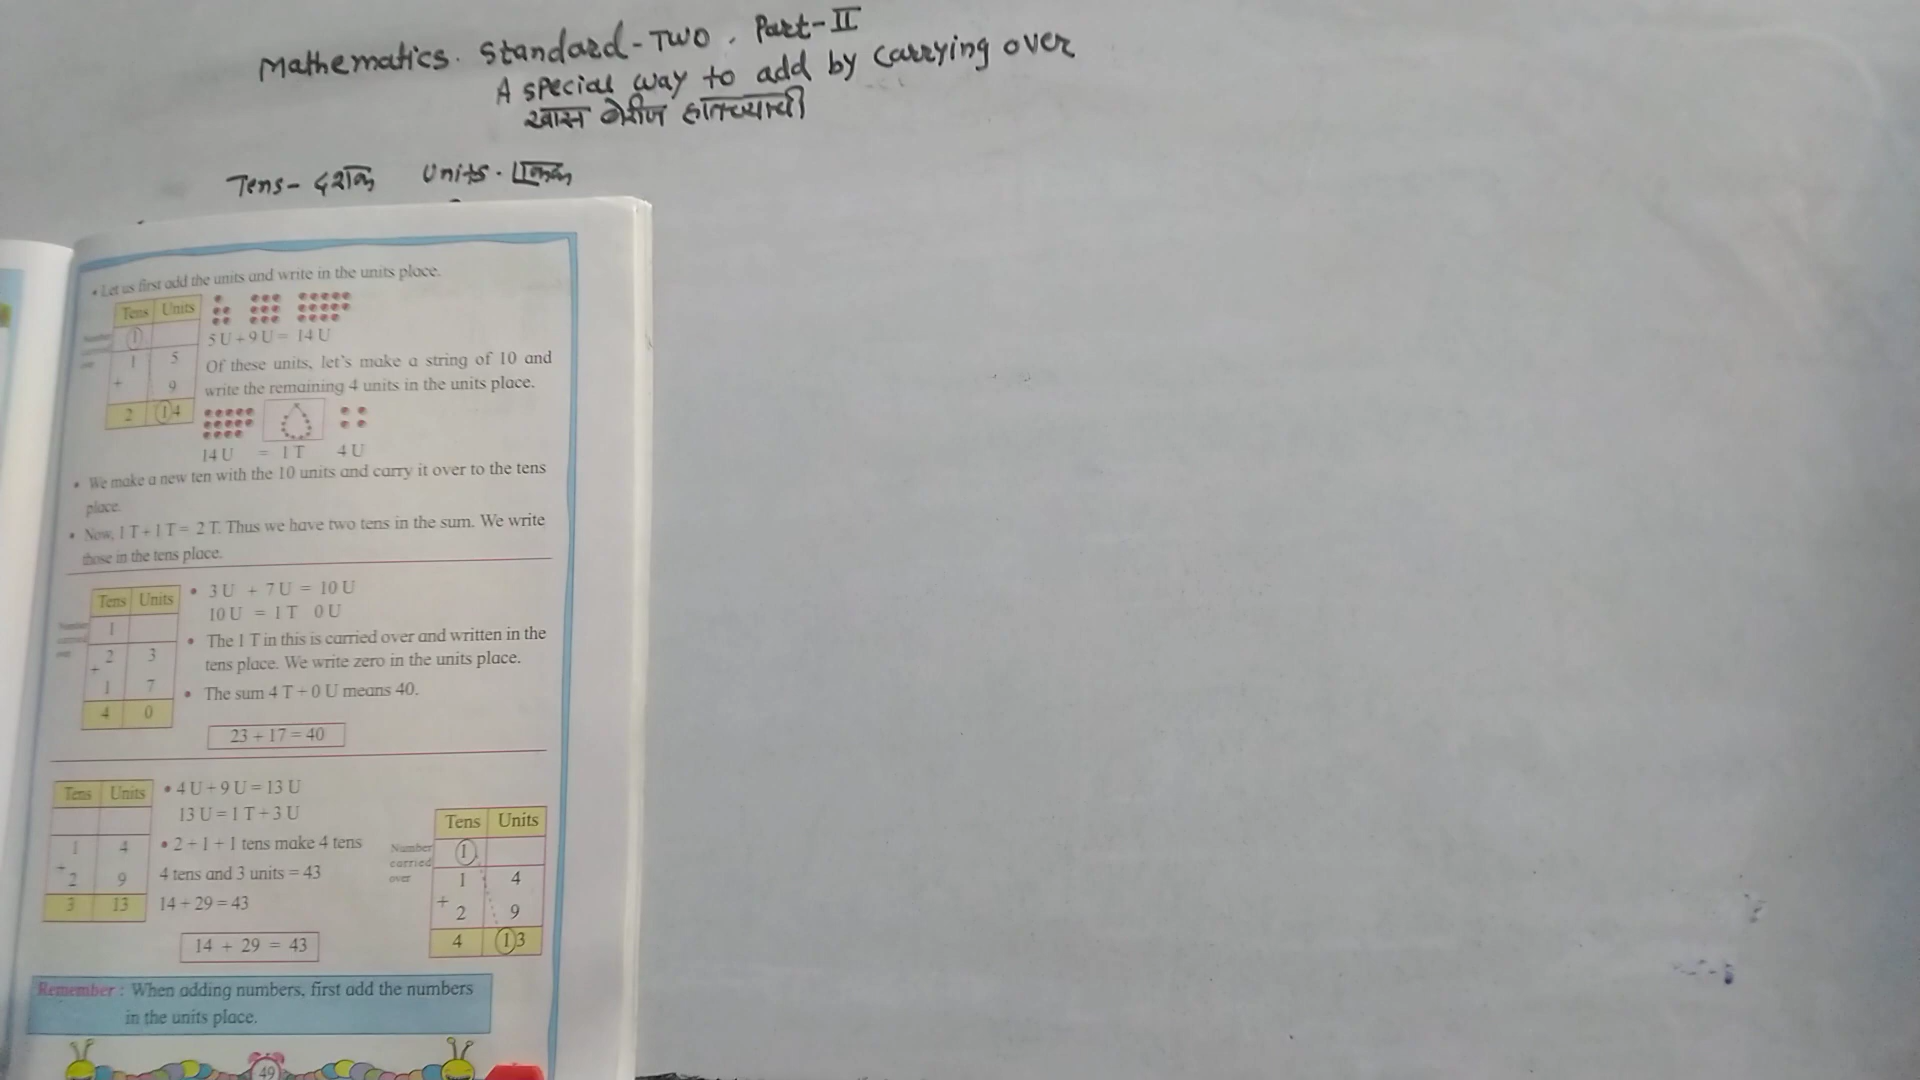 Mathematics. Standard-Two. Part-II
A special way to add by carrying over
खास बेरीज हातच्याची
Tens- दशक Units. एकक
• Let us first add the units and write in the units place.
Tens Units
Number carried over
1
1 5
+ 9
2 14
5 U + 9 U = 14 U
Of these units, let's make a string of 10 and
write the remaining 4 units in the units place.
14 U = 1 T 4 U
• We make a new ten with the 10 units and carry it over to the tens
place.
• Now, 1 T + 1 T = 2 T. Thus we have two tens in the sum. We write
those in the tens place.
Tens Units
Number carried over
1
2 3
+
1 7
4 0
• 3 U + 7 U = 10 U
10 U = 1 T 0 U
• The 1 T in this is carried over and written in the
tens place. We write zero in the units place.
• The sum 4 T + 0 U means 40.
23 + 17 = 40
Tens Units
1 4
+
2 9
3 13
• 4 U + 9 U = 13 U
13 U = 1 T + 3 U
• 2 + 1 + 1 tens make 4 tens
4 tens and 3 units = 43
14 + 29 = 43
14 + 29 = 43
Tens Units
Number
carried
over
1
1 4
+
2 9
4 13
Remember : When adding numbers, first add the numbers
in the units place.
49